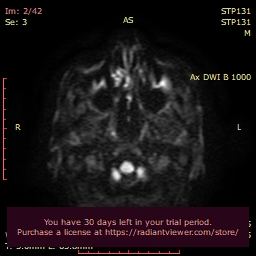 Im: 2/42
Se: 3
AS
STP131
STP131
M
Ax DWI B 1000
R
L
You have 30 days left in your trial period.
Purchase a license at https://radiantviewer.com/store/